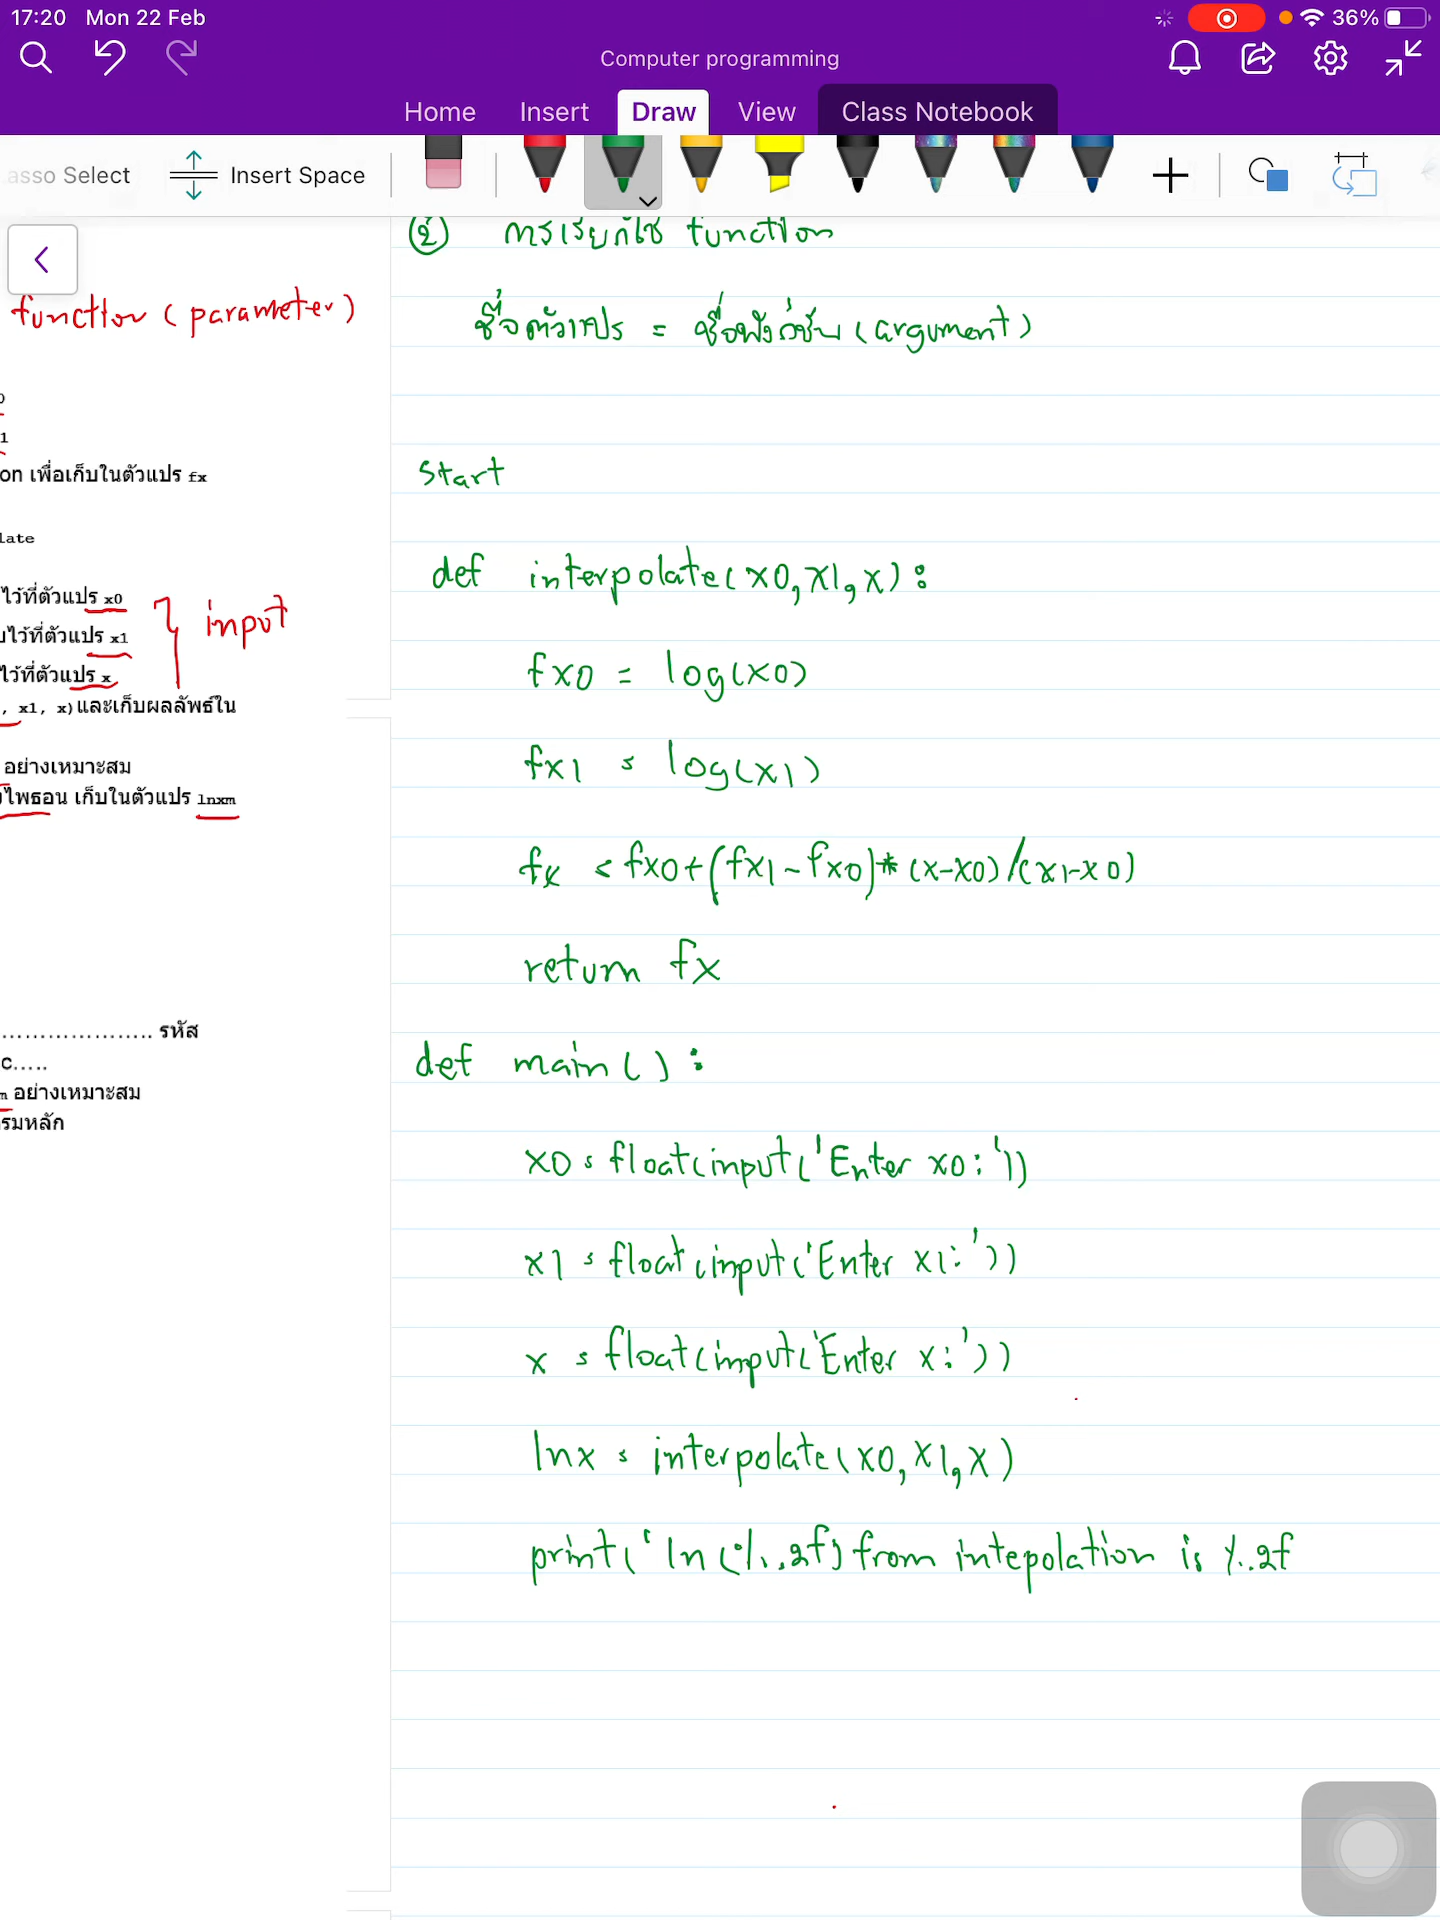 17:20 Mon 22 Feb
36%
Computer programming
Home Insert Draw View Class Notebook
asso Select Insert Space
function (parameter)
0
1
on เพื่อเก็บในตัวแปร fx
late
ไว้ที่ตัวแปร x0
บไว้ที่ตัวแปร x1
ไว้ที่ตัวแปร x
input
, x1, x) และเก็บผลลัพธ์ใน
อย่างเหมาะสม
งไพธอน เก็บในตัวแปร lnxm
..................... รหัส
c.....
m อย่างเหมาะสม
รมหลัก
② การเรียกใช้ function
ชื่อตัวแปร = ชื่อฟังก์ชัน (argument)
Start
def interpolate(x0, x1, x):
fx0 = log(x0)
fx1 = log(x1)
fx = fx0+(fx1-fx0)*(x-x0)/(x1-x0)
return fx
def main():
x0 = float(input('Enter x0:'))
x1 = float(input('Enter x1:'))
x = float(input('Enter x:'))
lnx = interpolate(x0, x1, x)
print('ln(%.2f) from intepolation is %.2f